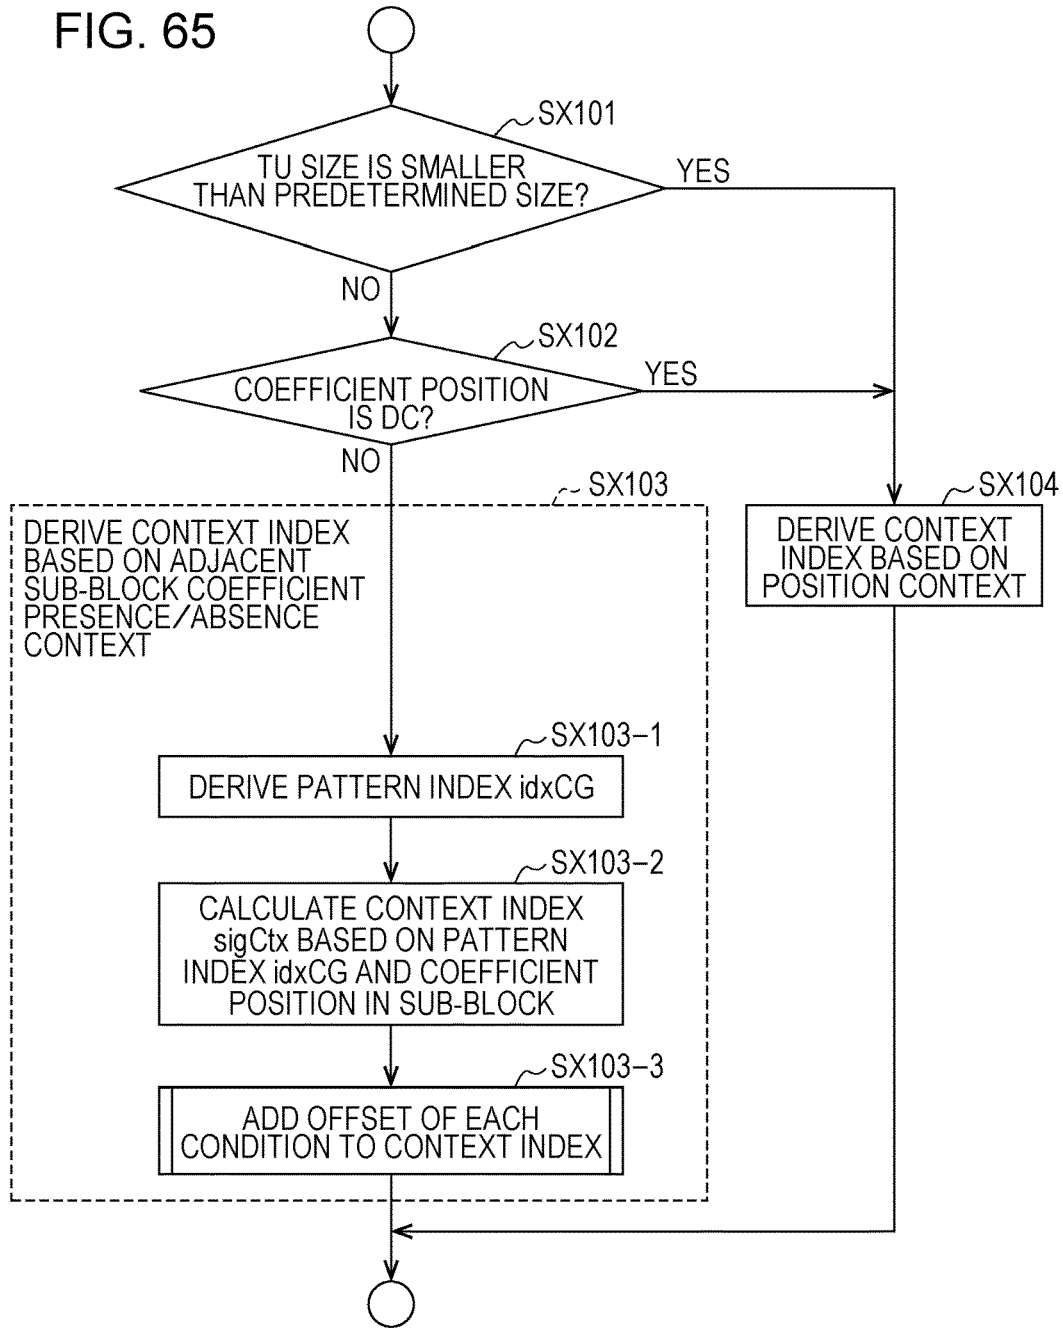 FIG. 65
SX101
TU SIZE IS SMALLER
THAN PREDETERMINED SIZE?
YES
NO
SX102
COEFFICIENT POSITION
IS DC?
YES
NO
SX103
DERIVE CONTEXT INDEX
BASED ON ADJACENT
SUB-BLOCK COEFFICIENT
PRESENCE/ABSENCE
CONTEXT
SX104
DERIVE CONTEXT
INDEX BASED ON
POSITION CONTEXT
SX103-1
DERIVE PATTERN INDEX idxCG
SX103-2
CALCULATE CONTEXT INDEX
sigCtx BASED ON PATTERN
INDEX idxCG AND COEFFICIENT
POSITION IN SUB-BLOCK
SX103-3
ADD OFFSET OF EACH
CONDITION TO CONTEXT INDEX